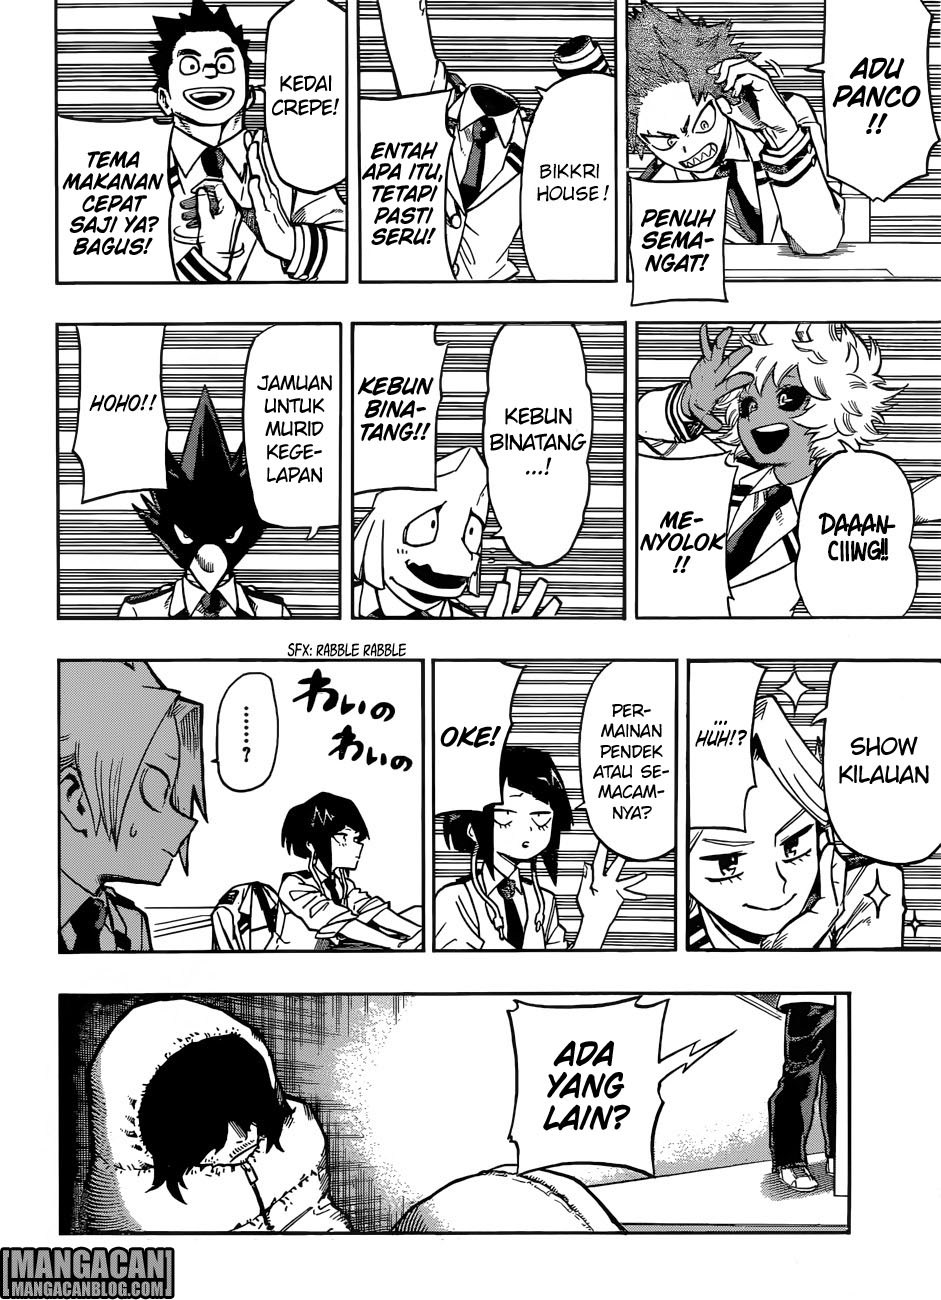 ADU
PANCO
!!
PENUH
SEMA-
NGAT!
BIKKRI
HOUSE!
ENTAH
APA ITU,
TETAPI
PASTI
SERU!
KEDAI
CREPE!
TEMA
MAKANAN
CEPAT
SAJI YA?
BAGUS!
DAAAN-
CIIING!!
ME-
NYOLOK
!!
KEBUN
BINATANG
...!
KEBUN
BINA-
TANG!!
JAMUAN
UNTUK
MURID
KEGE-
LAPAN
HOHO!!
SHOW
KILAUAN
...
HUH!?
PER-
MAINAN
PENDEK
ATAU SE-
MACAM-
NYA?
OKE!
SFX: RABBLE RABBLE
わいの
わいの
........?
ADA
YANG
LAIN?
[MANGACAN]
MANGACANBLOG.COM